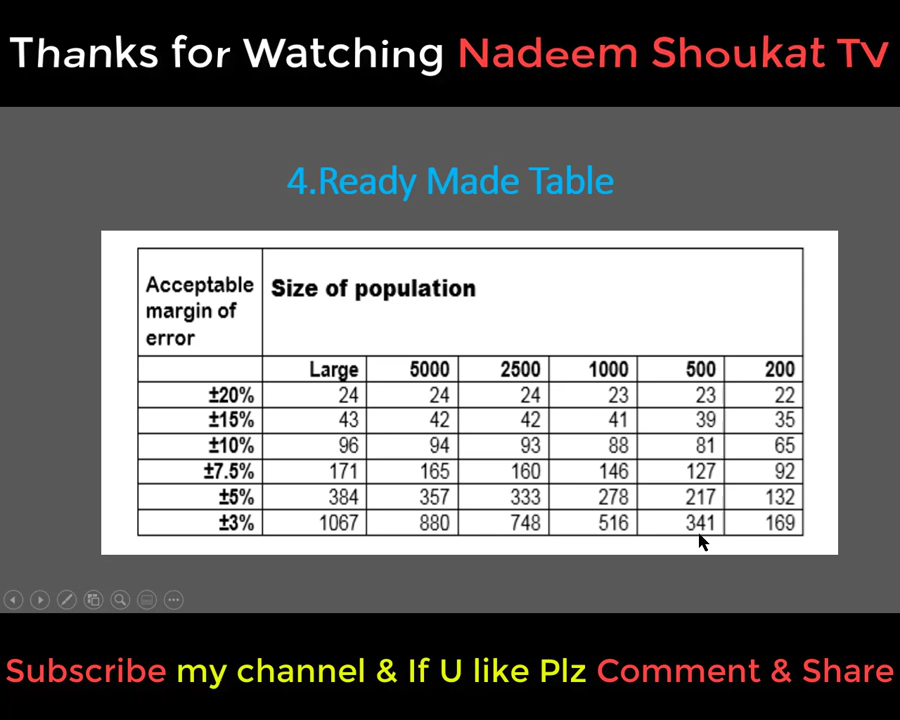 Thanks for Watching Nadeem Shoukat TV
4.Ready Made Table
Acceptable margin of error
Size of population
Large 5000 2500 1000 500 200
±20% 24 24 24 23 23 22
±15% 43 42 42 41 39 35
±10% 96 94 93 88 81 65
±7.5% 171 165 160 146 127 92
±5% 384 357 333 278 217 132
±3% 1067 880 748 516 341 169
Subscribe my channel & If U like Plz Comment & Share